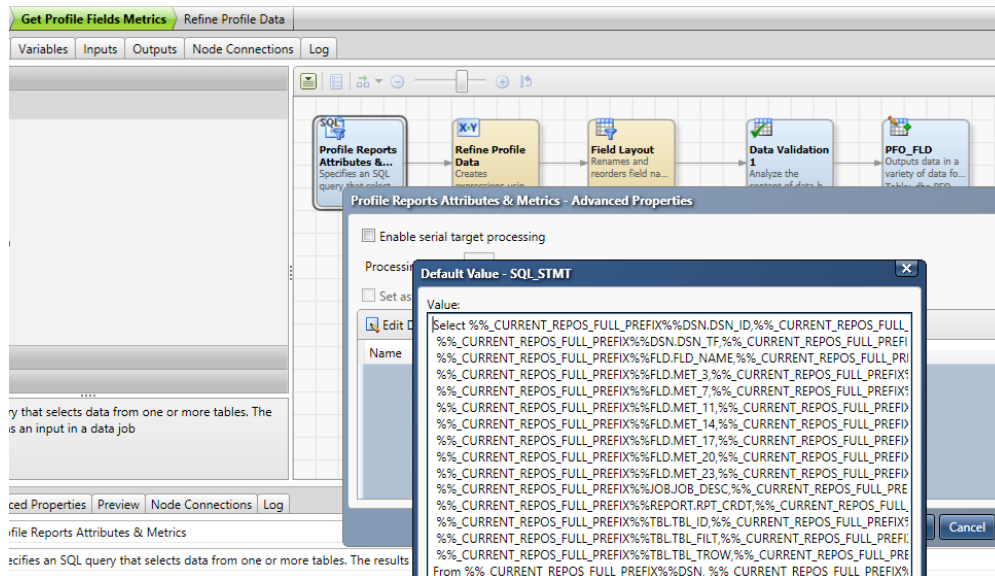 Get Profile Fields Metrics
Refine Profile Data
Variables
Inputs
Outputs
Node Connections
Log
SQL
Profile Reports
Attributes &...
Specifies an SQL
query that select
X=Y
Refine Profile
Data
Creates
expressions usin
Field Layout
Renames and
reorders field na...
Data Validation
1
Analyze the
content of data b
PFO_FLD
Outputs data in a
variety of data fo...
Table: dbo.PFO
Profile Reports Attributes & Metrics - Advanced Properties
Enable serial target processing
Processin
Set as
Edit D
Name
Default Value - SQL_STMT
Value:
Select %%_CURRENT_REPOS_FULL_PREFIX%%DSN.DSN_ID,%%_CURRENT_REPOS_FULL_
%%_CURRENT_REPOS_FULL_PREFIX%%DSN.DSN_TF,%%_CURRENT_REPOS_FULL_PREFI
%%_CURRENT_REPOS_FULL_PREFIX%%FLD.FLD_NAME,%%_CURRENT_REPOS_FULL_PRI
%%_CURRENT_REPOS_FULL_PREFIX%%FLD.MET_3,%%_CURRENT_REPOS_FULL_PREFIX%
%%_CURRENT_REPOS_FULL_PREFIX%%FLD.MET_7,%%_CURRENT_REPOS_FULL_PREFIX%
%%_CURRENT_REPOS_FULL_PREFIX%%FLD.MET_11,%%_CURRENT_REPOS_FULL_PREFIX
%%_CURRENT_REPOS_FULL_PREFIX%%FLD.MET_14,%%_CURRENT_REPOS_FULL_PREFIX
%%_CURRENT_REPOS_FULL_PREFIX%%FLD.MET_17,%%_CURRENT_REPOS_FULL_PREFIX
%%_CURRENT_REPOS_FULL_PREFIX%%FLD.MET_20,%%_CURRENT_REPOS_FULL_PREFIX
%%_CURRENT_REPOS_FULL_PREFIX%%FLD.MET_23,%%_CURRENT_REPOS_FULL_PREFIX
%%_CURRENT_REPOS_FULL_PREFIX%%JOB.JOB_DESC,%%_CURRENT_REPOS_FULL_PRE
%%_CURRENT_REPOS_FULL_PREFIX%%REPORT.RPT_CRDT,%%_CURRENT_REPOS_FULL_
%%_CURRENT_REPOS_FULL_PREFIX%%TBL.TBL_ID,%%_CURRENT_REPOS_FULL_PREFIX%
%%_CURRENT_REPOS_FULL_PREFIX%%TBL.TBL_FILT,%%_CURRENT_REPOS_FULL_PREFI
%%_CURRENT_REPOS_FULL_PREFIX%%TBL.TBL_TROW,%%_CURRENT_REPOS_FULL_PRE
From %%_CURRENT_REPOS_FULL_PREFIX%%DSN, %%_CURRENT_REPOS_FULL_PREFIX%
Cancel
ry that selects data from one or more tables. The
s an input in a data job
ced Properties
Preview
Node Connections
Log
ofile Reports Attributes & Metrics
ecifies an SQL query that selects data from one or more tables. The results